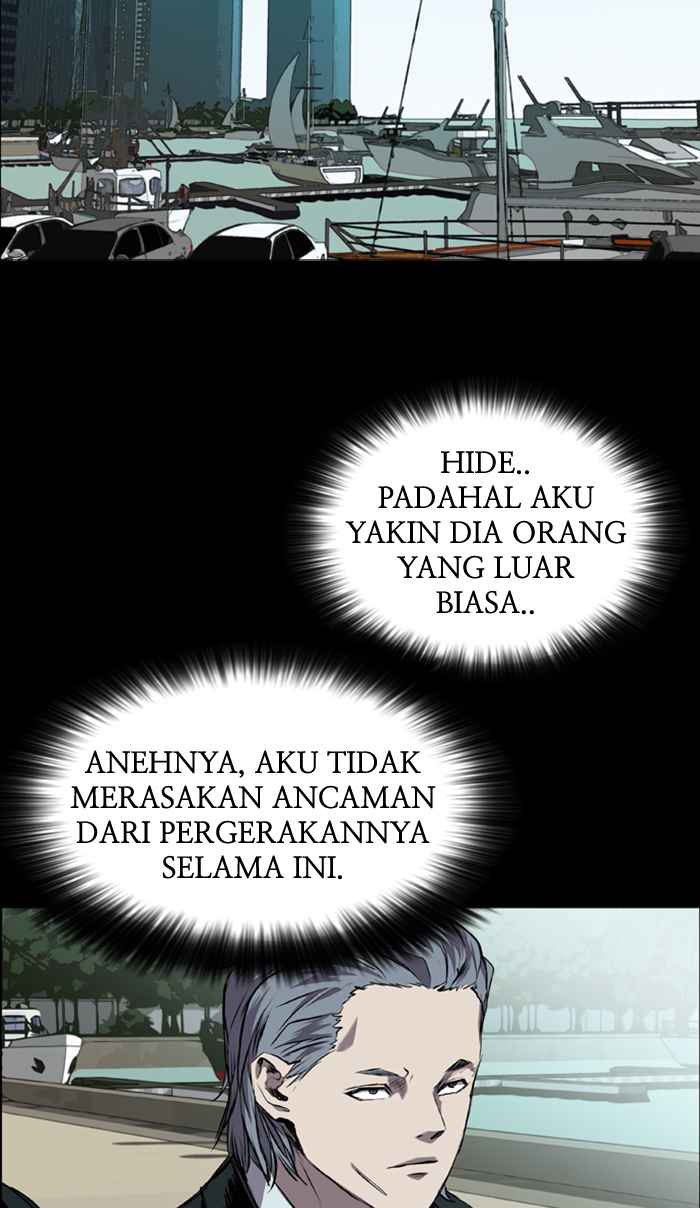 HIDE..
PADAHAL AKU
YAKIN DIA ORANG
YANG LUAR
BIASA..
ANEHNYA, AKU TIDAK
MERASAKAN ANCAMAN
DARI PERGERAKANNYA
SELAMA INI.